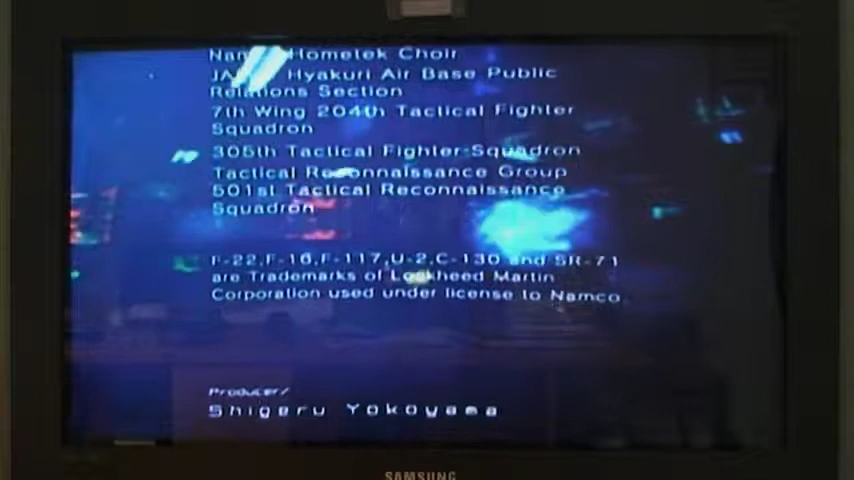 Nam Hometek Choir
JA Hyakuri Air Base Public
Relations Section
7th Wing 204th Tactical Fighter
Squadron
305th Tactical Fighter Squadron
Tactical Reconnaissance Group
501st Tactical Reconnaissance
Squadron
F-22,F-16,F-117,U-2,C-130 and SR-71
are Trademarks of Lockheed Martin
Corporation used under license to Namco.
Producer/
Shigeru Yokoyama
SAMSUNG